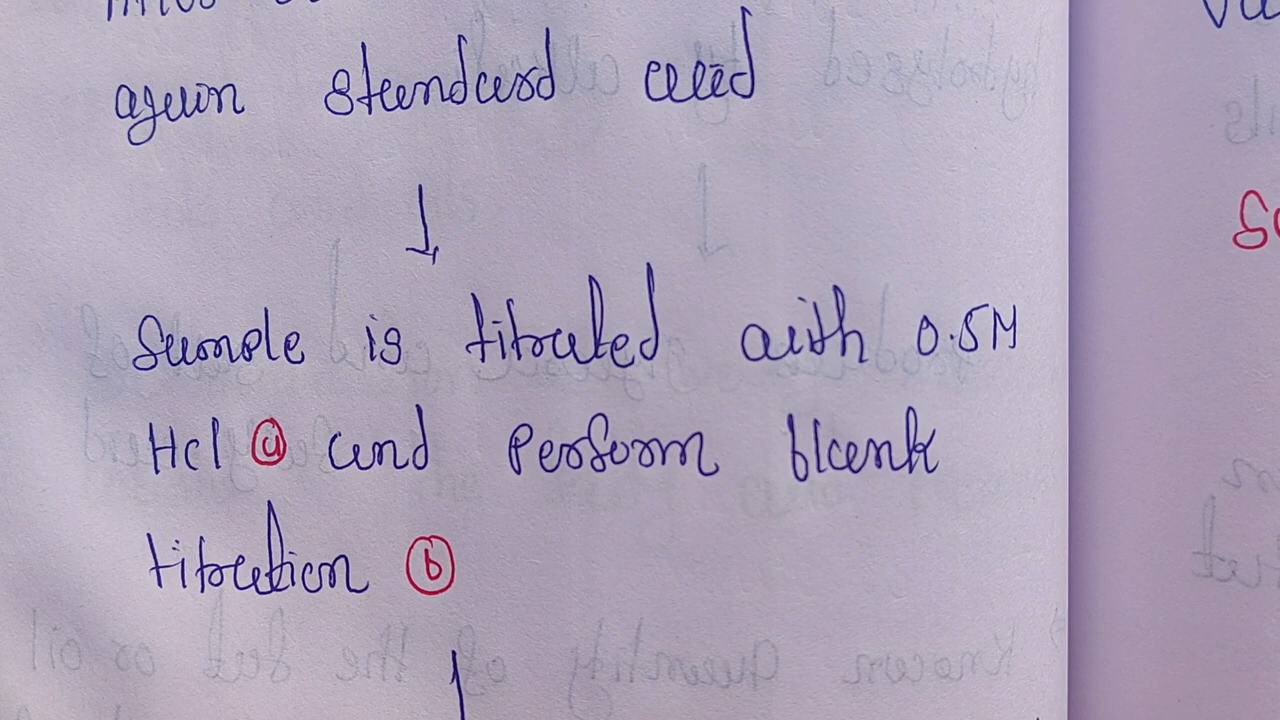 again standard acid
↓
Sample is titrated with 0.5M
Hcl ⓐ and Perform blank
titration ⓑ